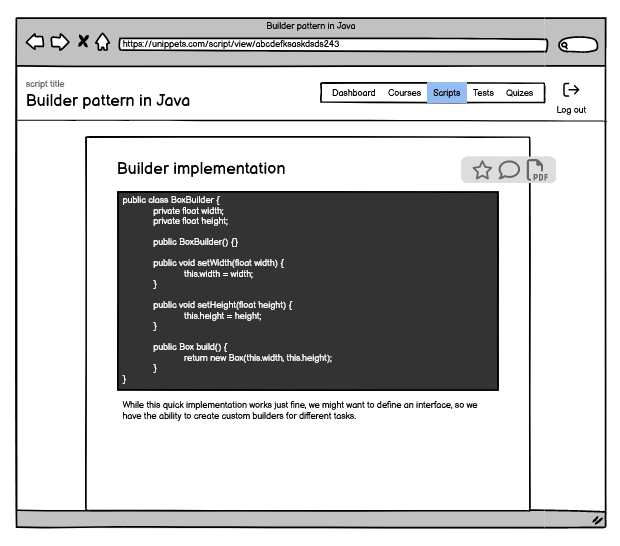 Builder pattern in Java
https://unippets.com/script/view/abcdefksaskdsds243
script title
Builder pattern in Java
Dashboard Courses Scripts Tests Quizes
Log out
Builder implementation
PDF
public class BoxBuilder {
private float width;
private float height;
public BoxBuilder() {}
public void setWidth(float width) {
this.width = width;
}
public void setHeight(float height) {
this.height = height;
}
public Box build() {
return new Box(this.width, this.height);
}
}
While this quick implementation works just fine, we might want to define an interface, so we
have the ability to create custom builders for different tasks.